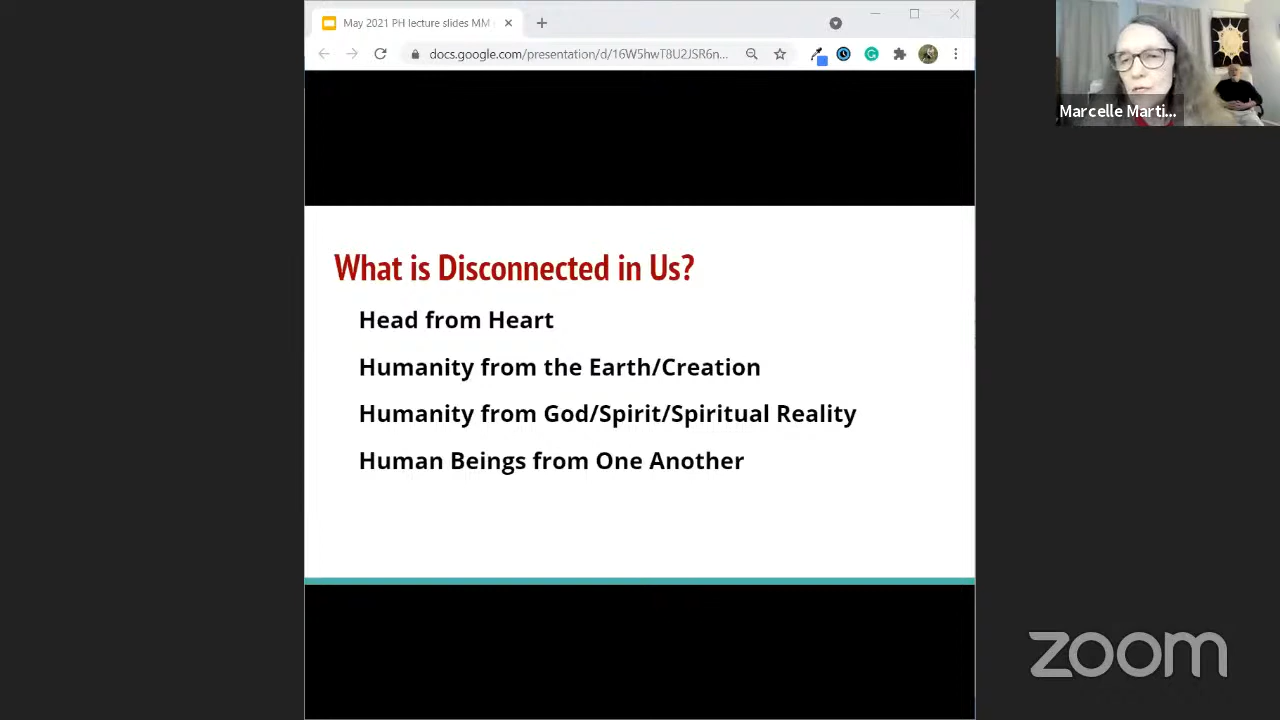 May 2021 PH lecture slides MM
docs.google.com/presentation/d/16W5hwT8U2JSR6n...
Marcelle Marti...
What is Disconnected in Us?
Head from Heart
Humanity from the Earth/Creation
Humanity from God/Spirit/Spiritual Reality
Human Beings from One Another
zoom